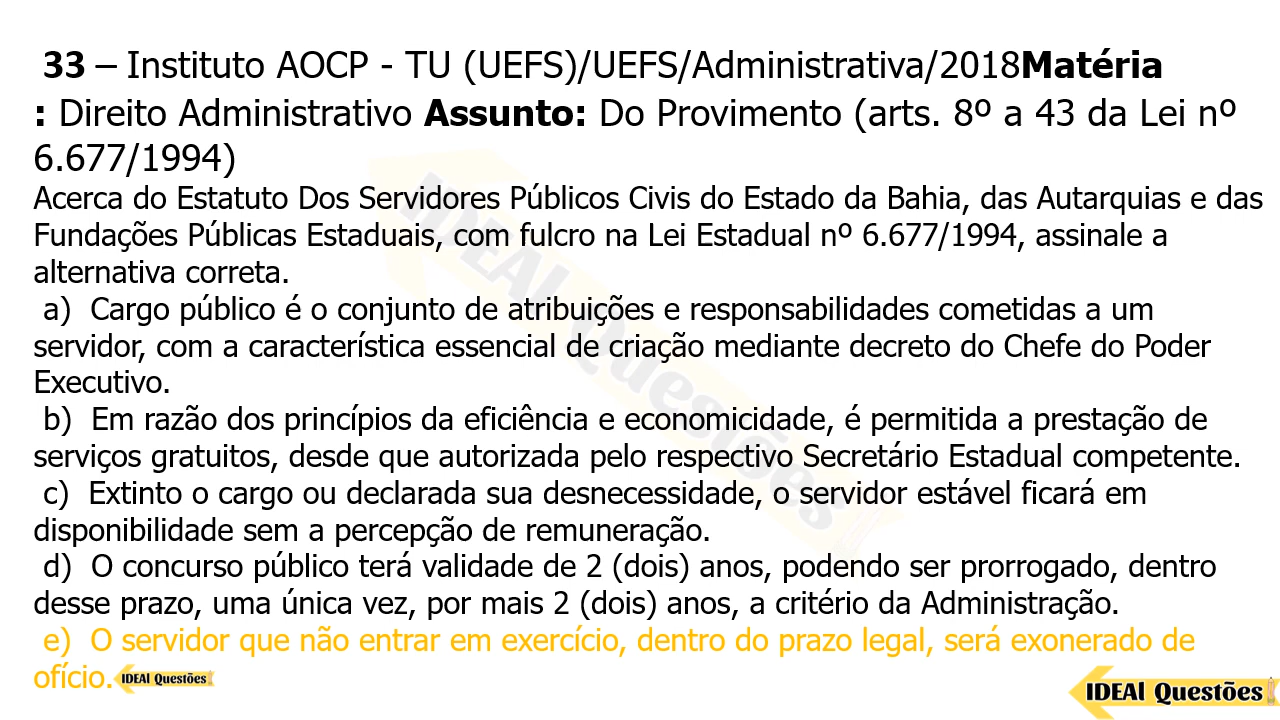 33 – Instituto AOCP - TU (UEFS)/UEFS/Administrativa/2018Matéria
: Direito Administrativo Assunto: Do Provimento (arts. 8º a 43 da Lei nº
6.677/1994)
Acerca do Estatuto Dos Servidores Públicos Civis do Estado da Bahia, das Autarquias e das
Fundações Públicas Estaduais, com fulcro na Lei Estadual nº 6.677/1994, assinale a
alternativa correta.
a) Cargo público é o conjunto de atribuições e responsabilidades cometidas a um
servidor, com a característica essencial de criação mediante decreto do Chefe do Poder
Executivo.
b) Em razão dos princípios da eficiência e economicidade, é permitida a prestação de
serviços gratuitos, desde que autorizada pelo respectivo Secretário Estadual competente.
c) Extinto o cargo ou declarada sua desnecessidade, o servidor estável ficará em
disponibilidade sem a percepção de remuneração.
d) O concurso público terá validade de 2 (dois) anos, podendo ser prorrogado, dentro
desse prazo, uma única vez, por mais 2 (dois) anos, a critério da Administração.
e) O servidor que não entrar em exercício, dentro do prazo legal, será exonerado de
ofício.
IDEAl Questões
IDEAl Questões
IDEAl Questões